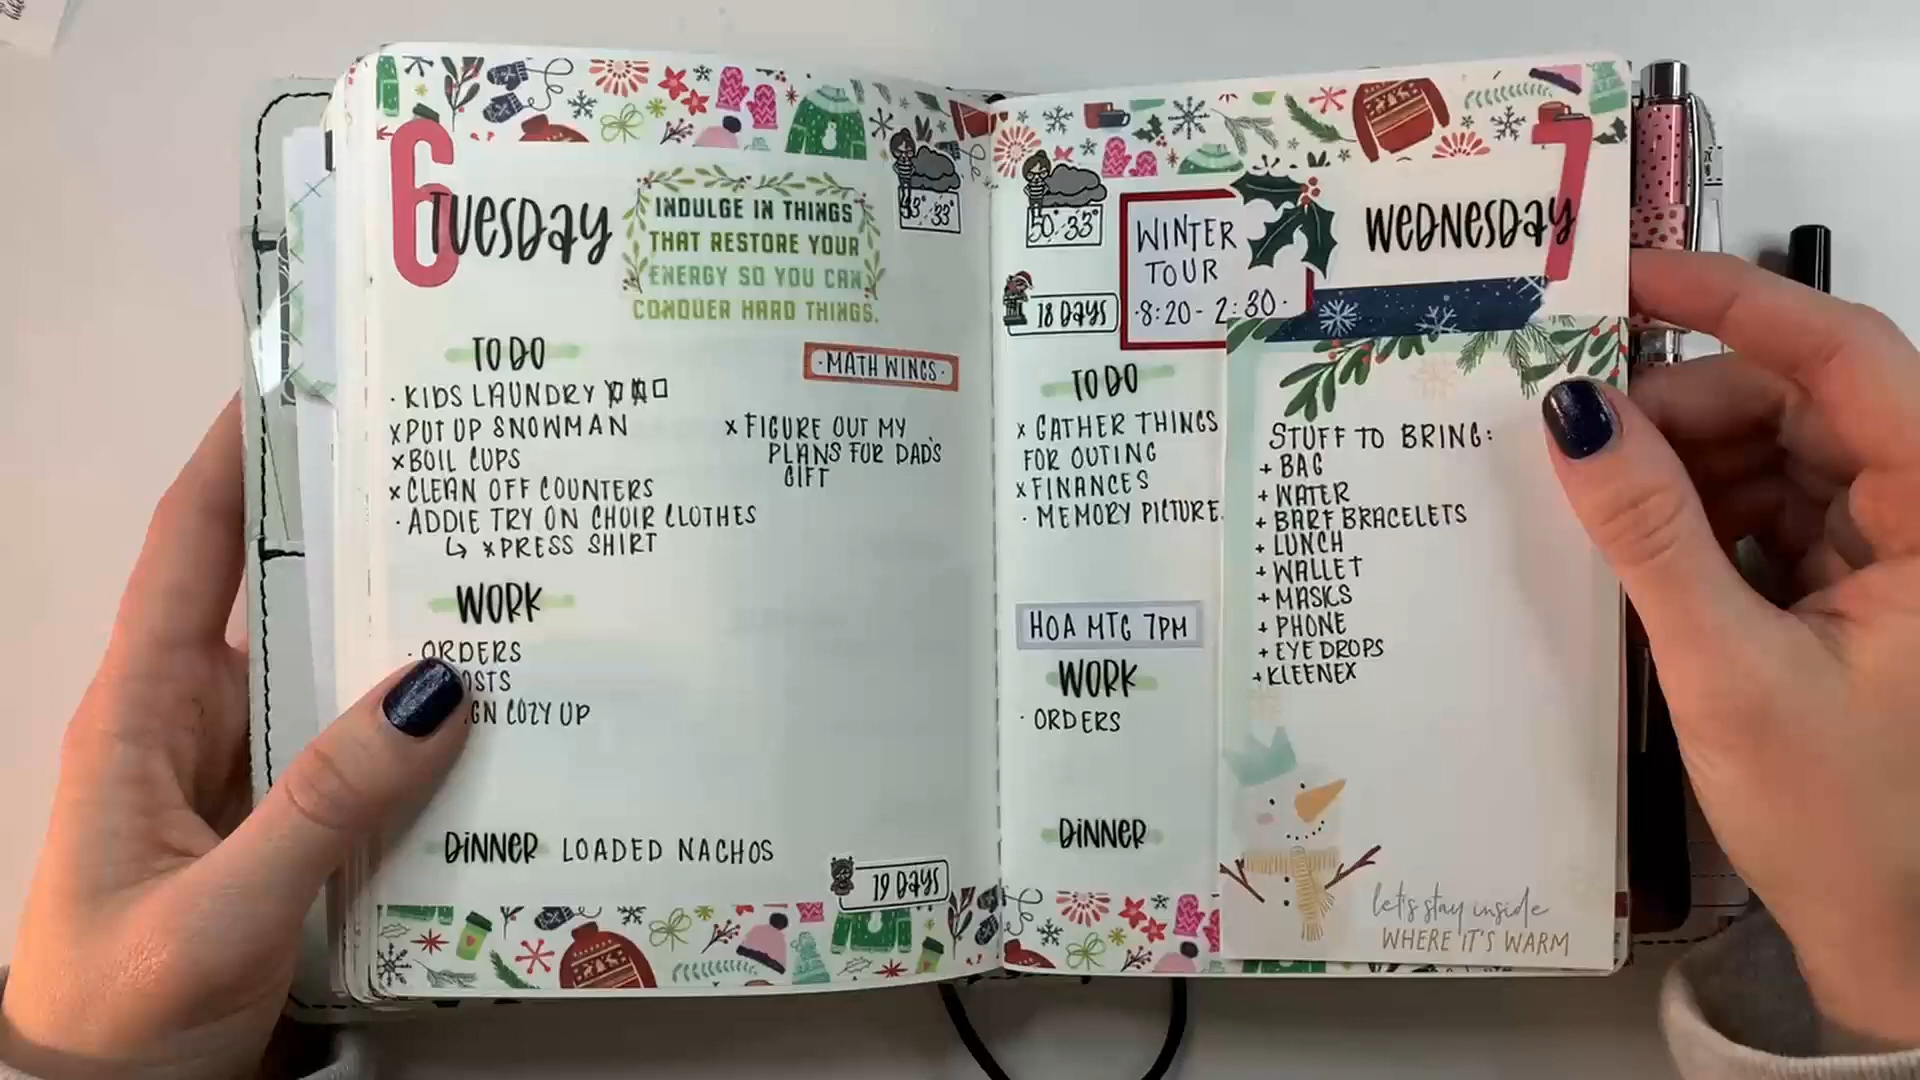 6
Tuesday
INDULGE IN THINGS
THAT RESTORE YOUR
ENERGY SO YOU CAN
CONQUER HARD THINGS.
TO DO
· KIDS LAUNDRY
x PUT UP SNOWMAN
x BOIL CUPS
x CLEAN OFF COUNTERS
· ADDIE TRY ON CHOIR CLOTHES
↳ x PRESS SHIRT
· MATH WINGS ·
x FIGURE OUT MY
PLANS FOR DAD'S
GIFT
WORK
· ORDERS
COZY UP
DINNER LOADED NACHOS
19 Days
50° · 33°
18 Days
WINTER
TOUR
· 8:20 - 2:30 ·
Wednesday
7
TO DO
x GATHER THINGS
FOR OUTING
x FINANCES
· MEMORY PICTURE
HOA MTG 7PM
WORK
· ORDERS
DINNER
STUFF TO BRING:
+ BAG
+ WATER
+ BARF BRACELETS
+ LUNCH
+ WALLET
+ MASKS
+ PHONE
+ EYE DROPS
+ KLEENEX
let's stay inside
WHERE IT'S WARM